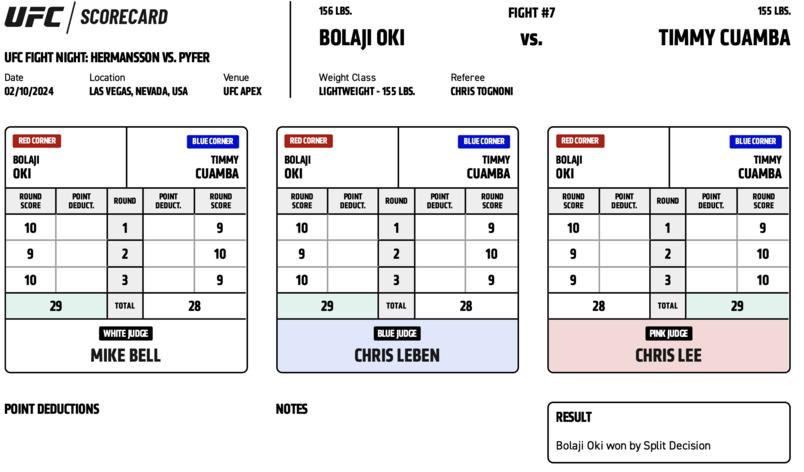 UFC SCORECARD
UFC FIGHT NIGHT: HERMANSSON VS. PYFER
Date Location Venue
02/10/2024 LAS VEGAS, NEVADA, USA UFC APEX
156 LBS. FIGHT #7 155 LBS.
BOLAJI OKI vs. TIMMY CUAMBA
Weight Class Referee
LIGHTWEIGHT - 155 LBS. CHRIS TOGNONI
RED CORNER BLUE CORNER
BOLAJI TIMMY
OKI CUAMBA
ROUND POINT ROUND POINT ROUND
SCORE DEDUCT. DEDUCT. SCORE
10 1 9
9 2 10
10 3 9
29 TOTAL 28
WHITE JUDGE
MIKE BELL
RED CORNER BLUE CORNER
BOLAJI TIMMY
OKI CUAMBA
ROUND POINT ROUND POINT ROUND
SCORE DEDUCT. DEDUCT. SCORE
10 1 9
9 2 10
10 3 9
29 TOTAL 28
BLUE JUDGE
CHRIS LEBEN
RED CORNER BLUE CORNER
BOLAJI TIMMY
OKI CUAMBA
ROUND POINT ROUND POINT ROUND
SCORE DEDUCT. DEDUCT. SCORE
10 1 9
9 2 10
9 3 10
28 TOTAL 29
PINK JUDGE
CHRIS LEE
POINT DEDUCTIONS
NOTES
RESULT
Bolaji Oki won by Split Decision